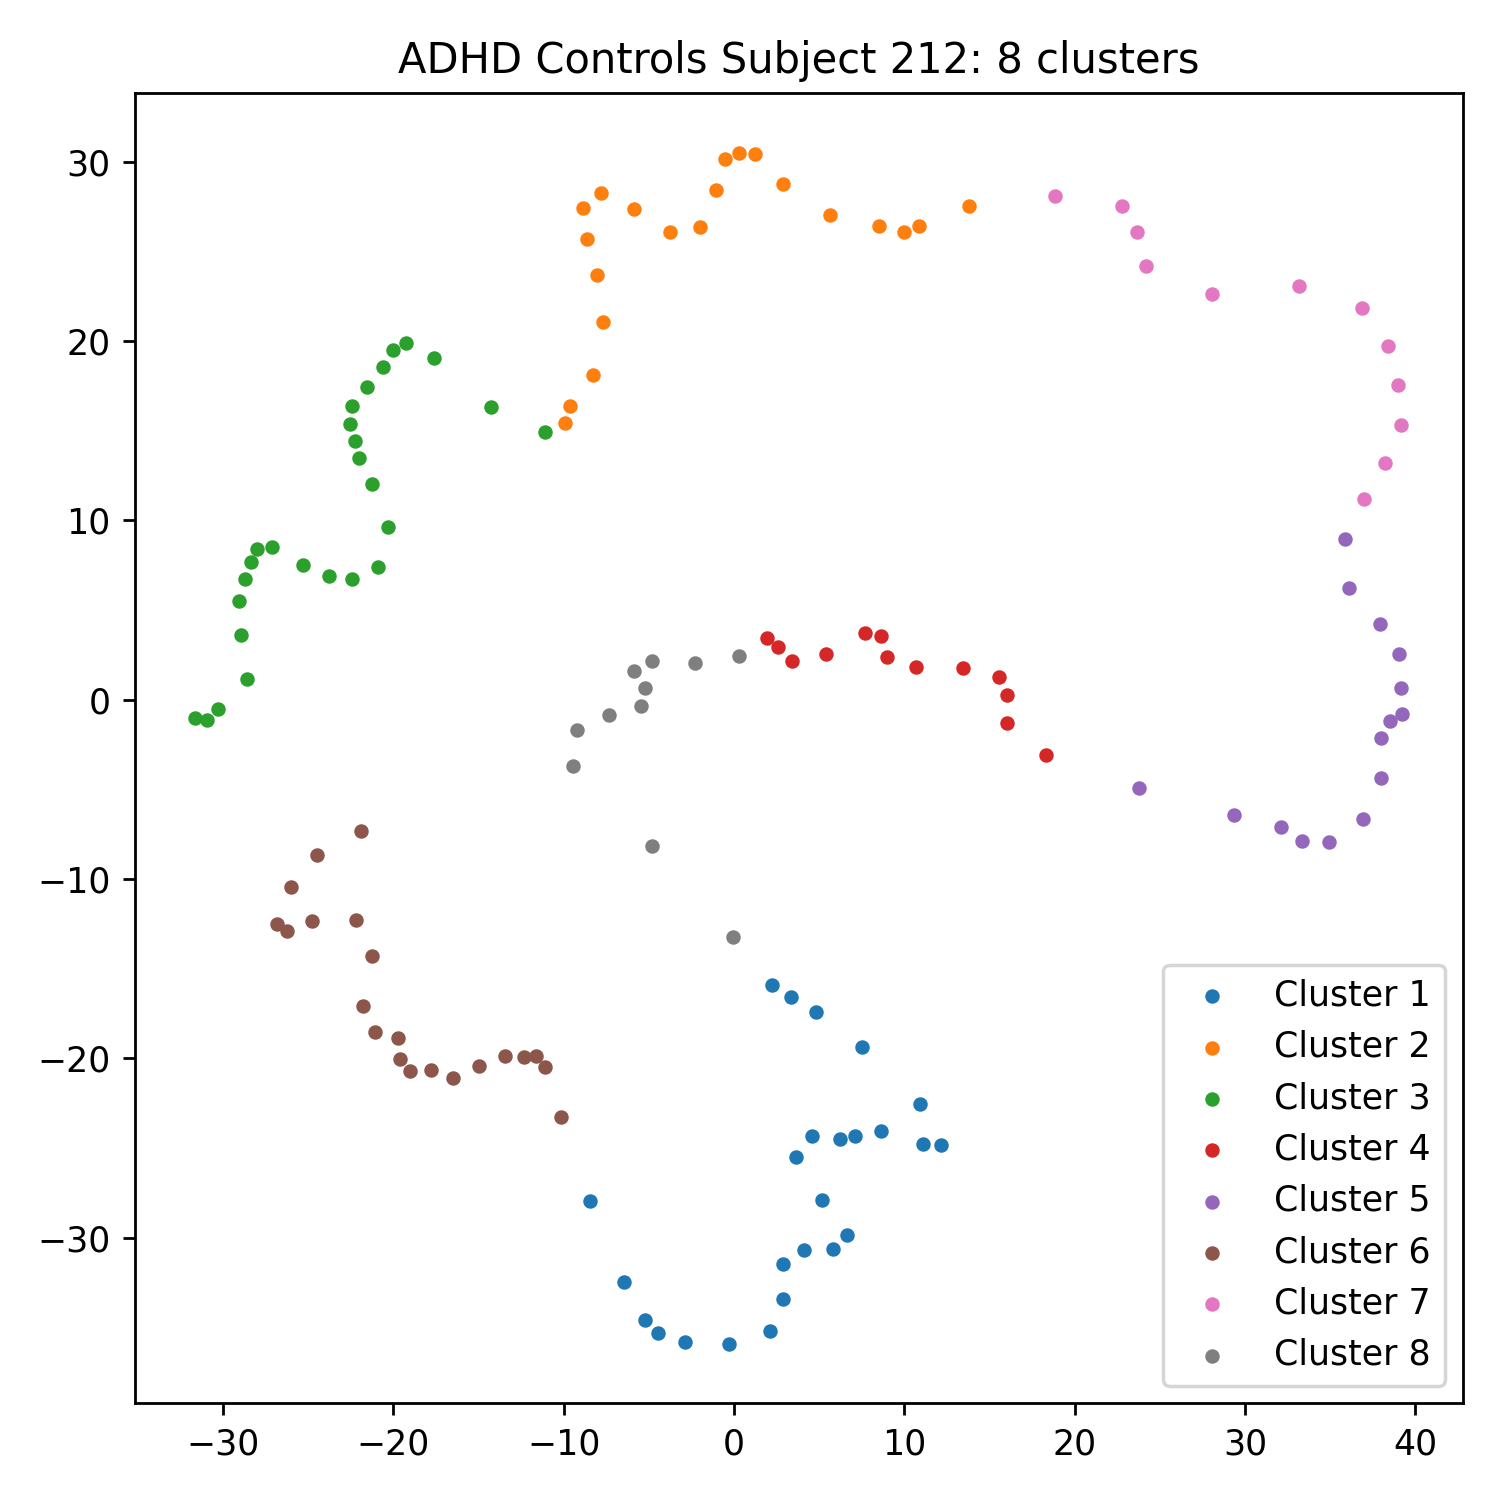 ADHD Controls Subject 212: 8 clusters
30
20
10
0
−10
−20
−30
−30
−20
−10
0
10
20
30
40
Cluster 1
Cluster 2
Cluster 3
Cluster 4
Cluster 5
Cluster 6
Cluster 7
Cluster 8